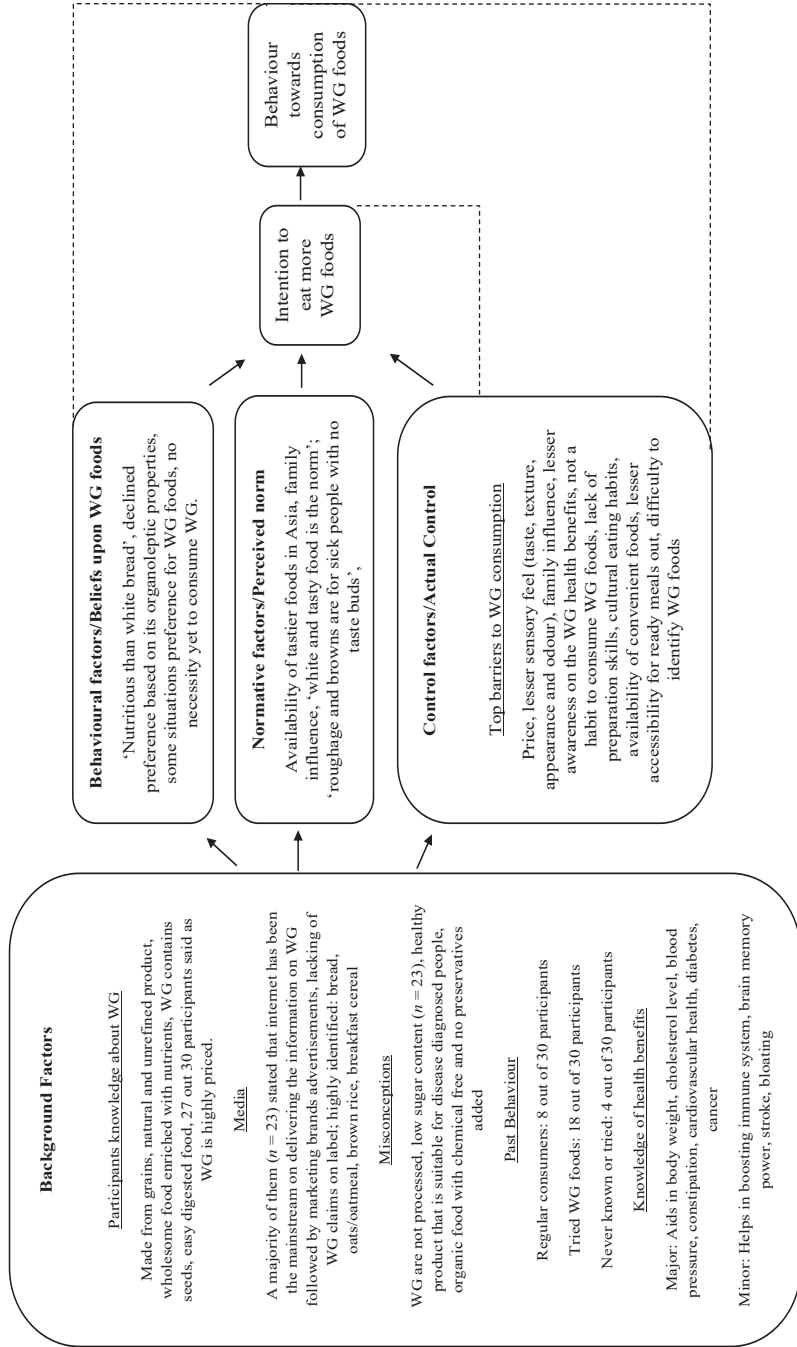 Background Factors
Participants knowledge about WG
Made from grains, natural and unrefined product,
wholesome food enriched with nutrients, WG contains
seeds, easy digested food, 27 out 30 participants said as
WG is highly priced.
Media
A majority of them (n = 23) stated that internet has been
the mainstream on delivering the information on WG
followed by marketing brands advertisements, lacking of
WG claims on label; highly identified: bread,
oats/oatmeal, brown rice, breakfast cereal
Misconceptions
WG are not processed, low sugar content (n = 23), healthy
product that is suitable for disease diagnosed people,
organic food with chemical free and no preservatives
added
Past Behaviour
Regular consumers: 8 out of 30 participants
Tried WG foods: 18 out of 30 participants
Never known or tried: 4 out of 30 participants
Knowledge of health benefits
Major: Aids in body weight, cholesterol level, blood
pressure, constipation, cardiovascular health, diabetes,
cancer
Minor: Helps in boosting immune system, brain memory
power, stroke, bloating
Behavioural factors/Beliefs upon WG foods
‘Nutritious than white bread’, declined
preference based on its organoleptic properties,
some situations preference for WG foods, no
necessity yet to consume WG.
Normative factors/Perceived norm
Availability of tastier foods in Asia, family
influence, ‘white and tasty food is the norm’;
‘roughage and browns are for sick people with no
taste buds’,
Control factors/Actual Control
Top barriers to WG consumption
Price, lesser sensory feel (taste, texture,
appearance and odour), family influence, lesser
awareness on the WG health benefits, not a
habit to consume WG foods, lack of
preparation skills, cultural eating habits,
availability of convenient foods, lesser
accessibility for ready meals out, difficulty to
identify WG foods
Intention to
eat more
WG foods
Behaviour
towards
consumption
of WG foods